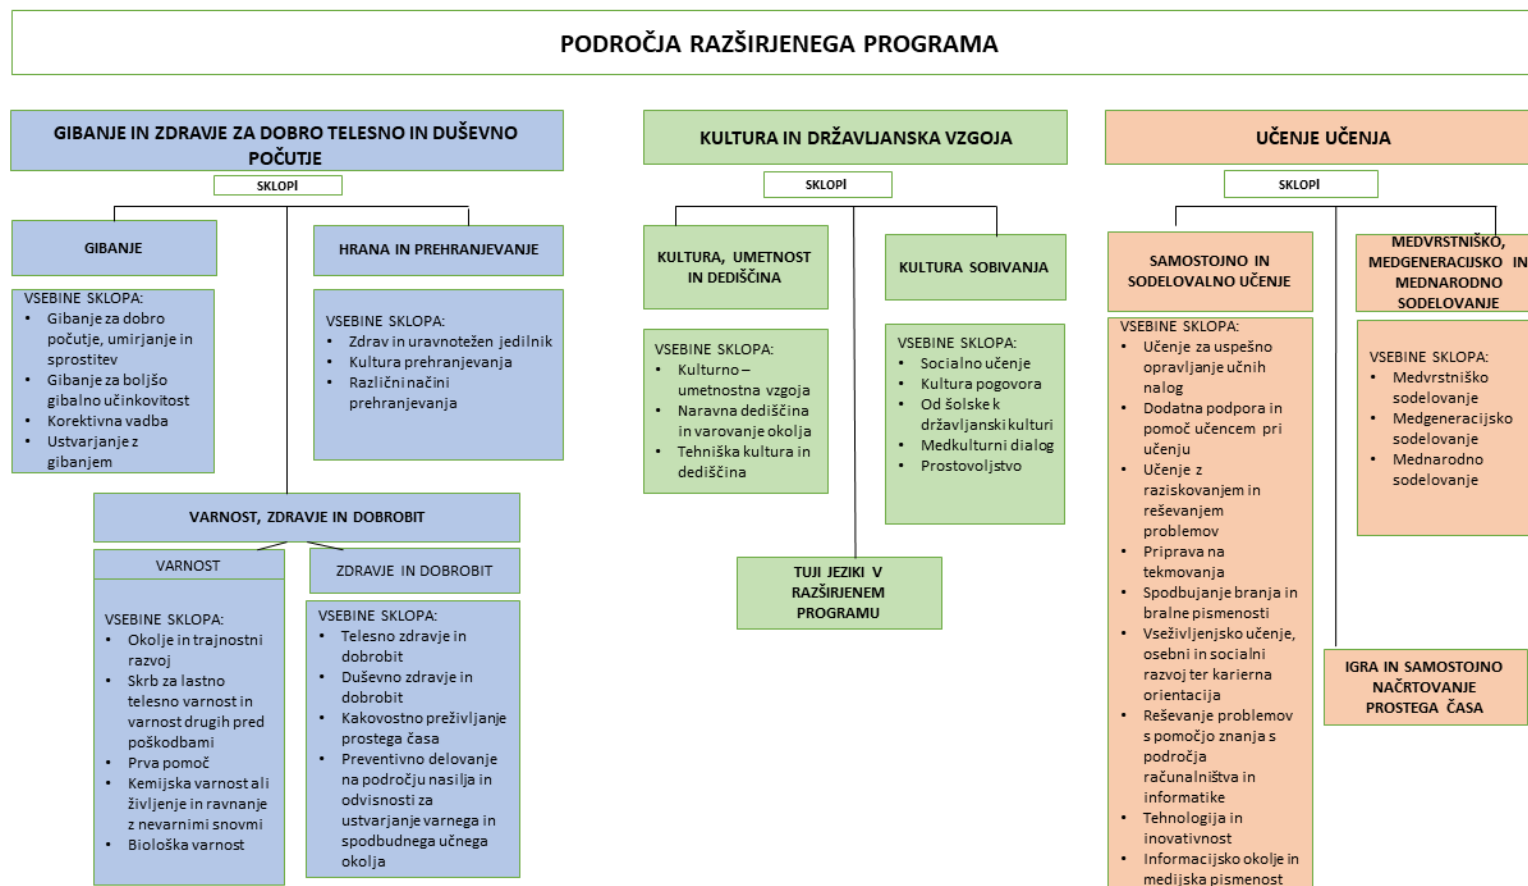 PODROČJA RAZŠIRJENEGA PROGRAMA
GIBANJE IN ZDRAVJE ZA DOBRO TELESNO IN DUŠEVNO
POČUTJE
SKLOPI
GIBANJE
VSEBINE SKLOPA:
• Gibanje za dobro
počutje, umirjanje in
sprostitev
• Gibanje za boljšo
gibalno učinkovitost
• Korektivna vadba
• Ustvarjanje z
gibanjem
HRANA IN PREHRANJEVANJE
VSEBINE SKLOPA:
• Zdrav in uravnotežen jedilnik
• Kultura prehranjevanja
• Različni načini
prehranjevanja
VARNOST, ZDRAVJE IN DOBROBIT
VARNOST
VSEBINE SKLOPA:
• Okolje in trajnostni
razvoj
• Skrb za lastno
telesno varnost in
varnost drugih pred
poškodbami
• Prva pomoč
• Kemijska varnost ali
življenje in ravnanje
z nevarnimi snovmi
• Biološka varnost
ZDRAVJE IN DOBROBIT
VSEBINE SKLOPA:
• Telesno zdravje in
dobrobit
• Duševno zdravje in
dobrobit
• Kakovostno preživljanje
prostega časa
• Preventivno delovanje
na področju nasilja in
odvisnosti za
ustvarjanje varnega in
spodbudnega učnega
okolja
KULTURA IN DRŽAVLJANSKA VZGOJA
SKLOPI
KULTURA, UMETNOST
IN DEDIŠČINA
VSEBINE SKLOPA:
• Kulturno –
umetnostna vzgoja
• Naravna dediščina
in varovanje okolja
• Tehniška kultura in
dediščina
KULTURA SOBIVANJA
VSEBINE SKLOPA:
• Socialno učenje
• Kultura pogovora
• Od šolske k
državljanski kulturi
• Medkulturni dialog
• Prostovoljstvo
TUJI JEZIKI V
RAZŠIRJENEM
PROGRAMU
UČENJE UČENJA
SKLOPI
SAMOSTOJNO IN
SODELOVALNO UČENJE
VSEBINE SKLOPA:
• Učenje za uspešno
opravljanje učnih
nalog
• Dodatna podpora in
pomoč učencem pri
učenju
• Učenje z
raziskovanjem in
reševanjem
problemov
• Priprava na
tekmovanja
• Spodbujanje branja in
bralne pismenosti
• Vseživljenjsko učenje,
osebni in socialni
razvoj ter karierna
orientacija
• Reševanje problemov
s pomočjo znanja s
področja
računalništva in
informatike
• Tehnologija in
inovativnost
• Informacijsko okolje in
medijska pismenost
MEDVRSTNIŠKO,
MEDGENERACIJSKO IN
MEDNARODNO
SODELOVANJE
VSEBINE SKLOPA:
• Medvrstniško
sodelovanje
• Medgeneracijsko
sodelovanje
• Mednarodno
sodelovanje
IGRA IN SAMOSTOJNO
NAČRTOVANJE
PROSTEGA ČASA